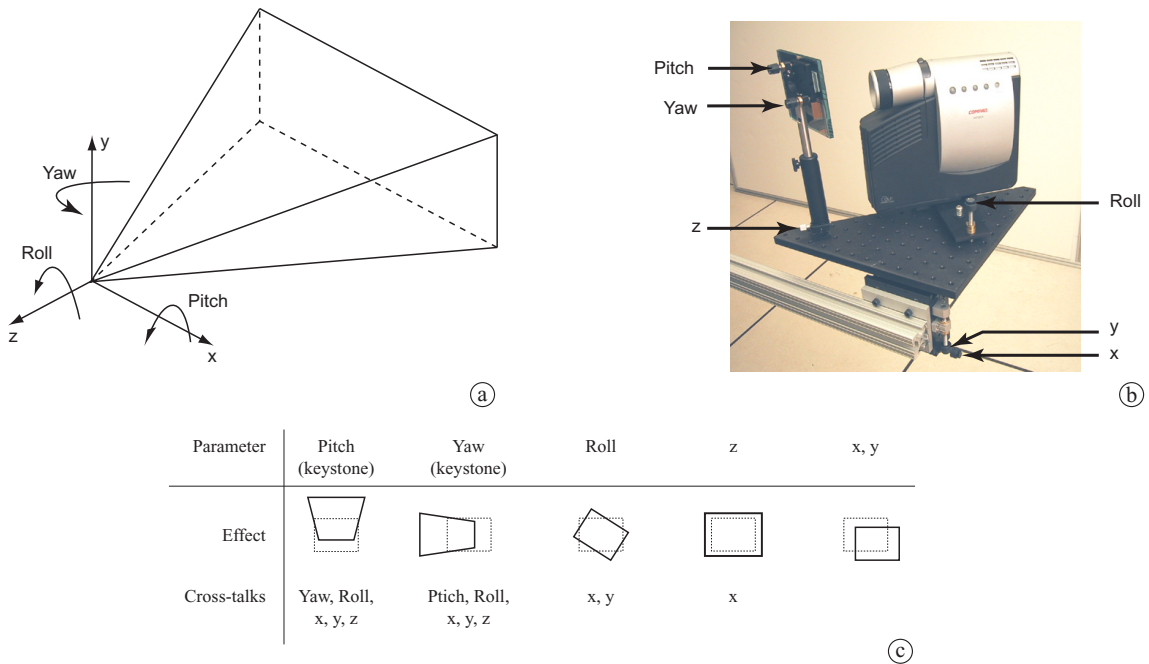 y
Yaw
Roll
Pitch
z
x
a
Pitch
Yaw
z
Roll
y
x
b
Parameter Pitch Yaw Roll z x, y
(keystone) (keystone)
Effect
Cross-talks Yaw, Roll, Ptich, Roll, x, y x
x, y, z x, y, z
c